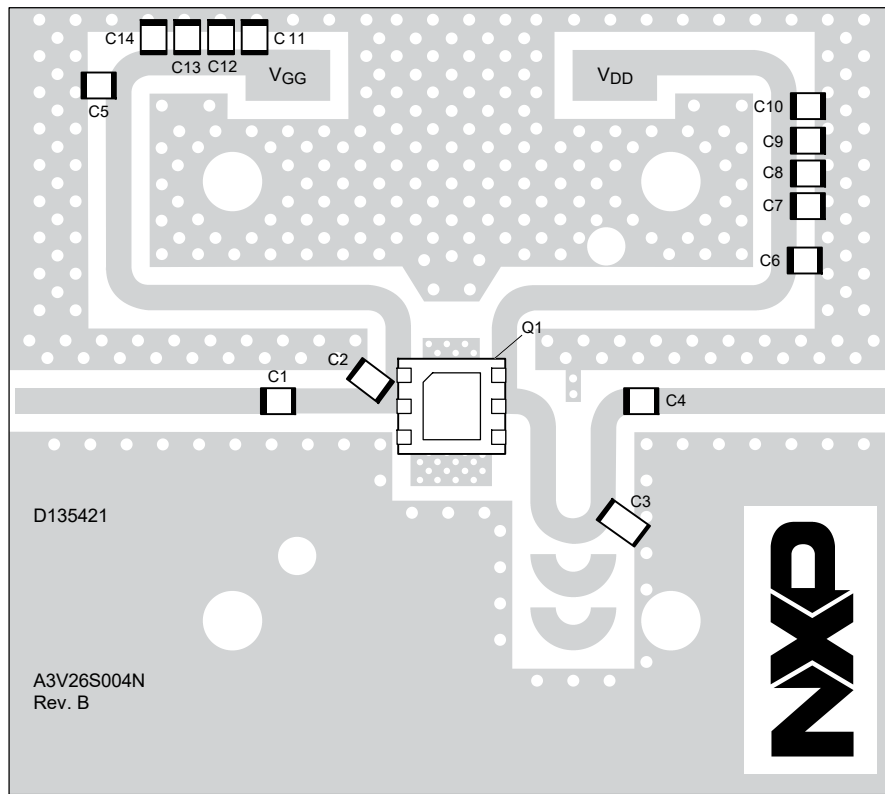 C14
C 11
C13
C12
VGG
VDD
C5
C10
C9
C8
C7
C6
Q1
C2
C1
C4
C3
D135421
NXP
A3V26S004N
Rev. B